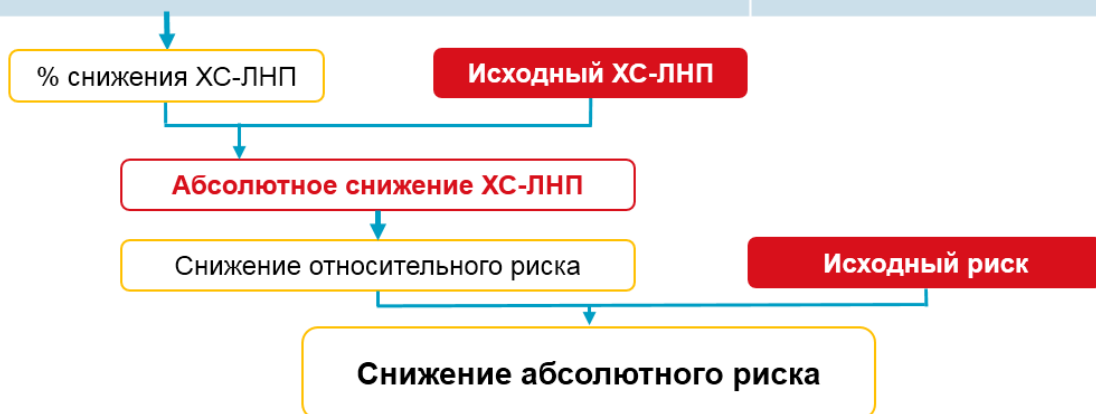 % снижения ХС-ЛНП
Исходный ХС-ЛНП
Абсолютное снижение ХС-ЛНП
Снижение относительного риска
Исходный риск
Снижение абсолютного риска